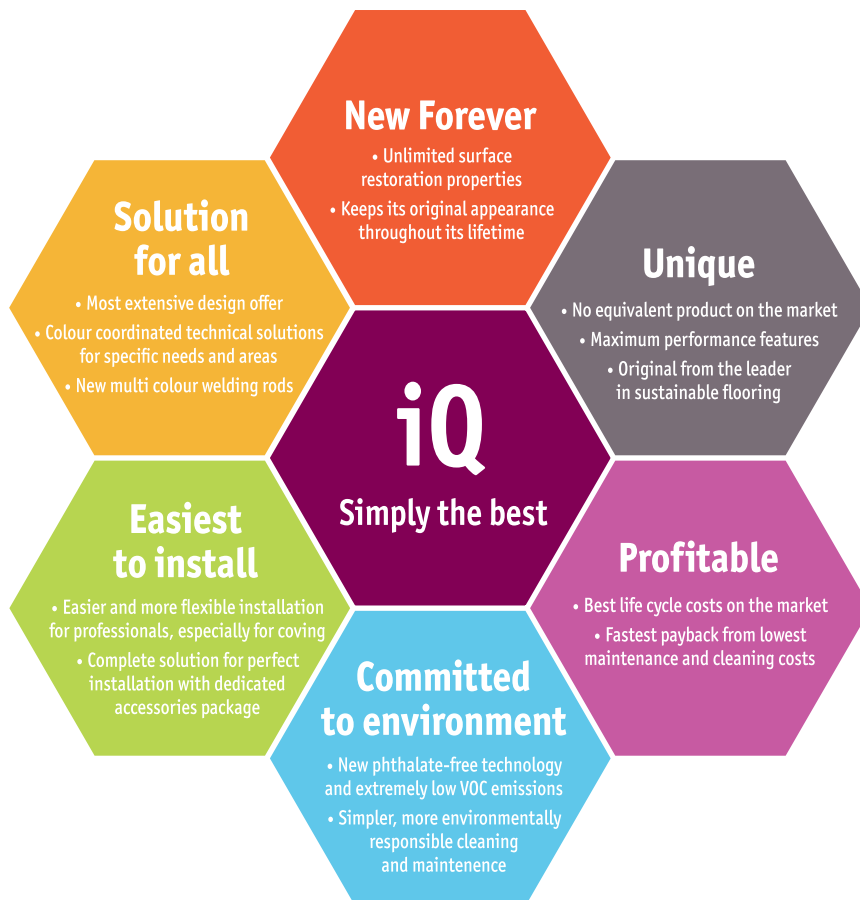 New Forever
• Unlimited surface
restoration properties
• Keeps its original appearance
throughout its lifetime
Solution
for all
• Most extensive design offer
• Colour coordinated technical solutions
for specific needs and areas
• New multi colour welding rods
Unique
• No equivalent product on the market
• Maximum performance features
• Original from the leader
in sustainable flooring
iQ
Simply the best
Easiest
to install
• Easier and more flexible installation
for professionals, especially for coving
• Complete solution for perfect
installation with dedicated
accessories package
Profitable
• Best life cycle costs on the market
• Fastest payback from lowest
maintenance and cleaning costs
Committed
to environment
• New phthalate-free technology
and extremely low VOC emissions
• Simpler, more environmentally
responsible cleaning
and maintenence